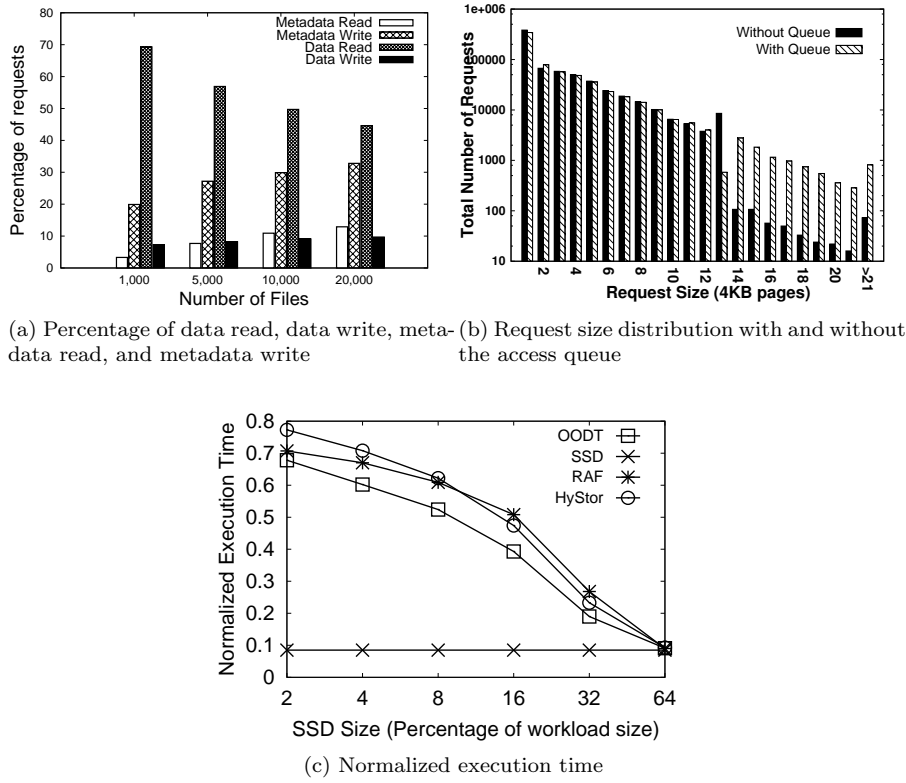 80
70
60
50
40
30
20
10
0
Percentage of requests
Metadata Read
Metadata Write
Data Read
Data Write
1,000
5,000
10,000
20,000
Number of Files
1e+006
100000
10000
1000
100
10
Total Number of Requests
Without Queue
With Queue
2
4
6
8
10
12
14
16
18
20
>21
Request Size (4KB pages)
(a) Percentage of data read, data write, meta-
data read, and metadata write
(b) Request size distribution with and without
the access queue
0.8
0.7
0.6
0.5
0.4
0.3
0.2
0.1
0
Normalized Execution Time
OODT
SSD
RAF
HyStor
2
4
8
16
32
64
SSD Size (Percentage of workload size)
(c) Normalized execution time